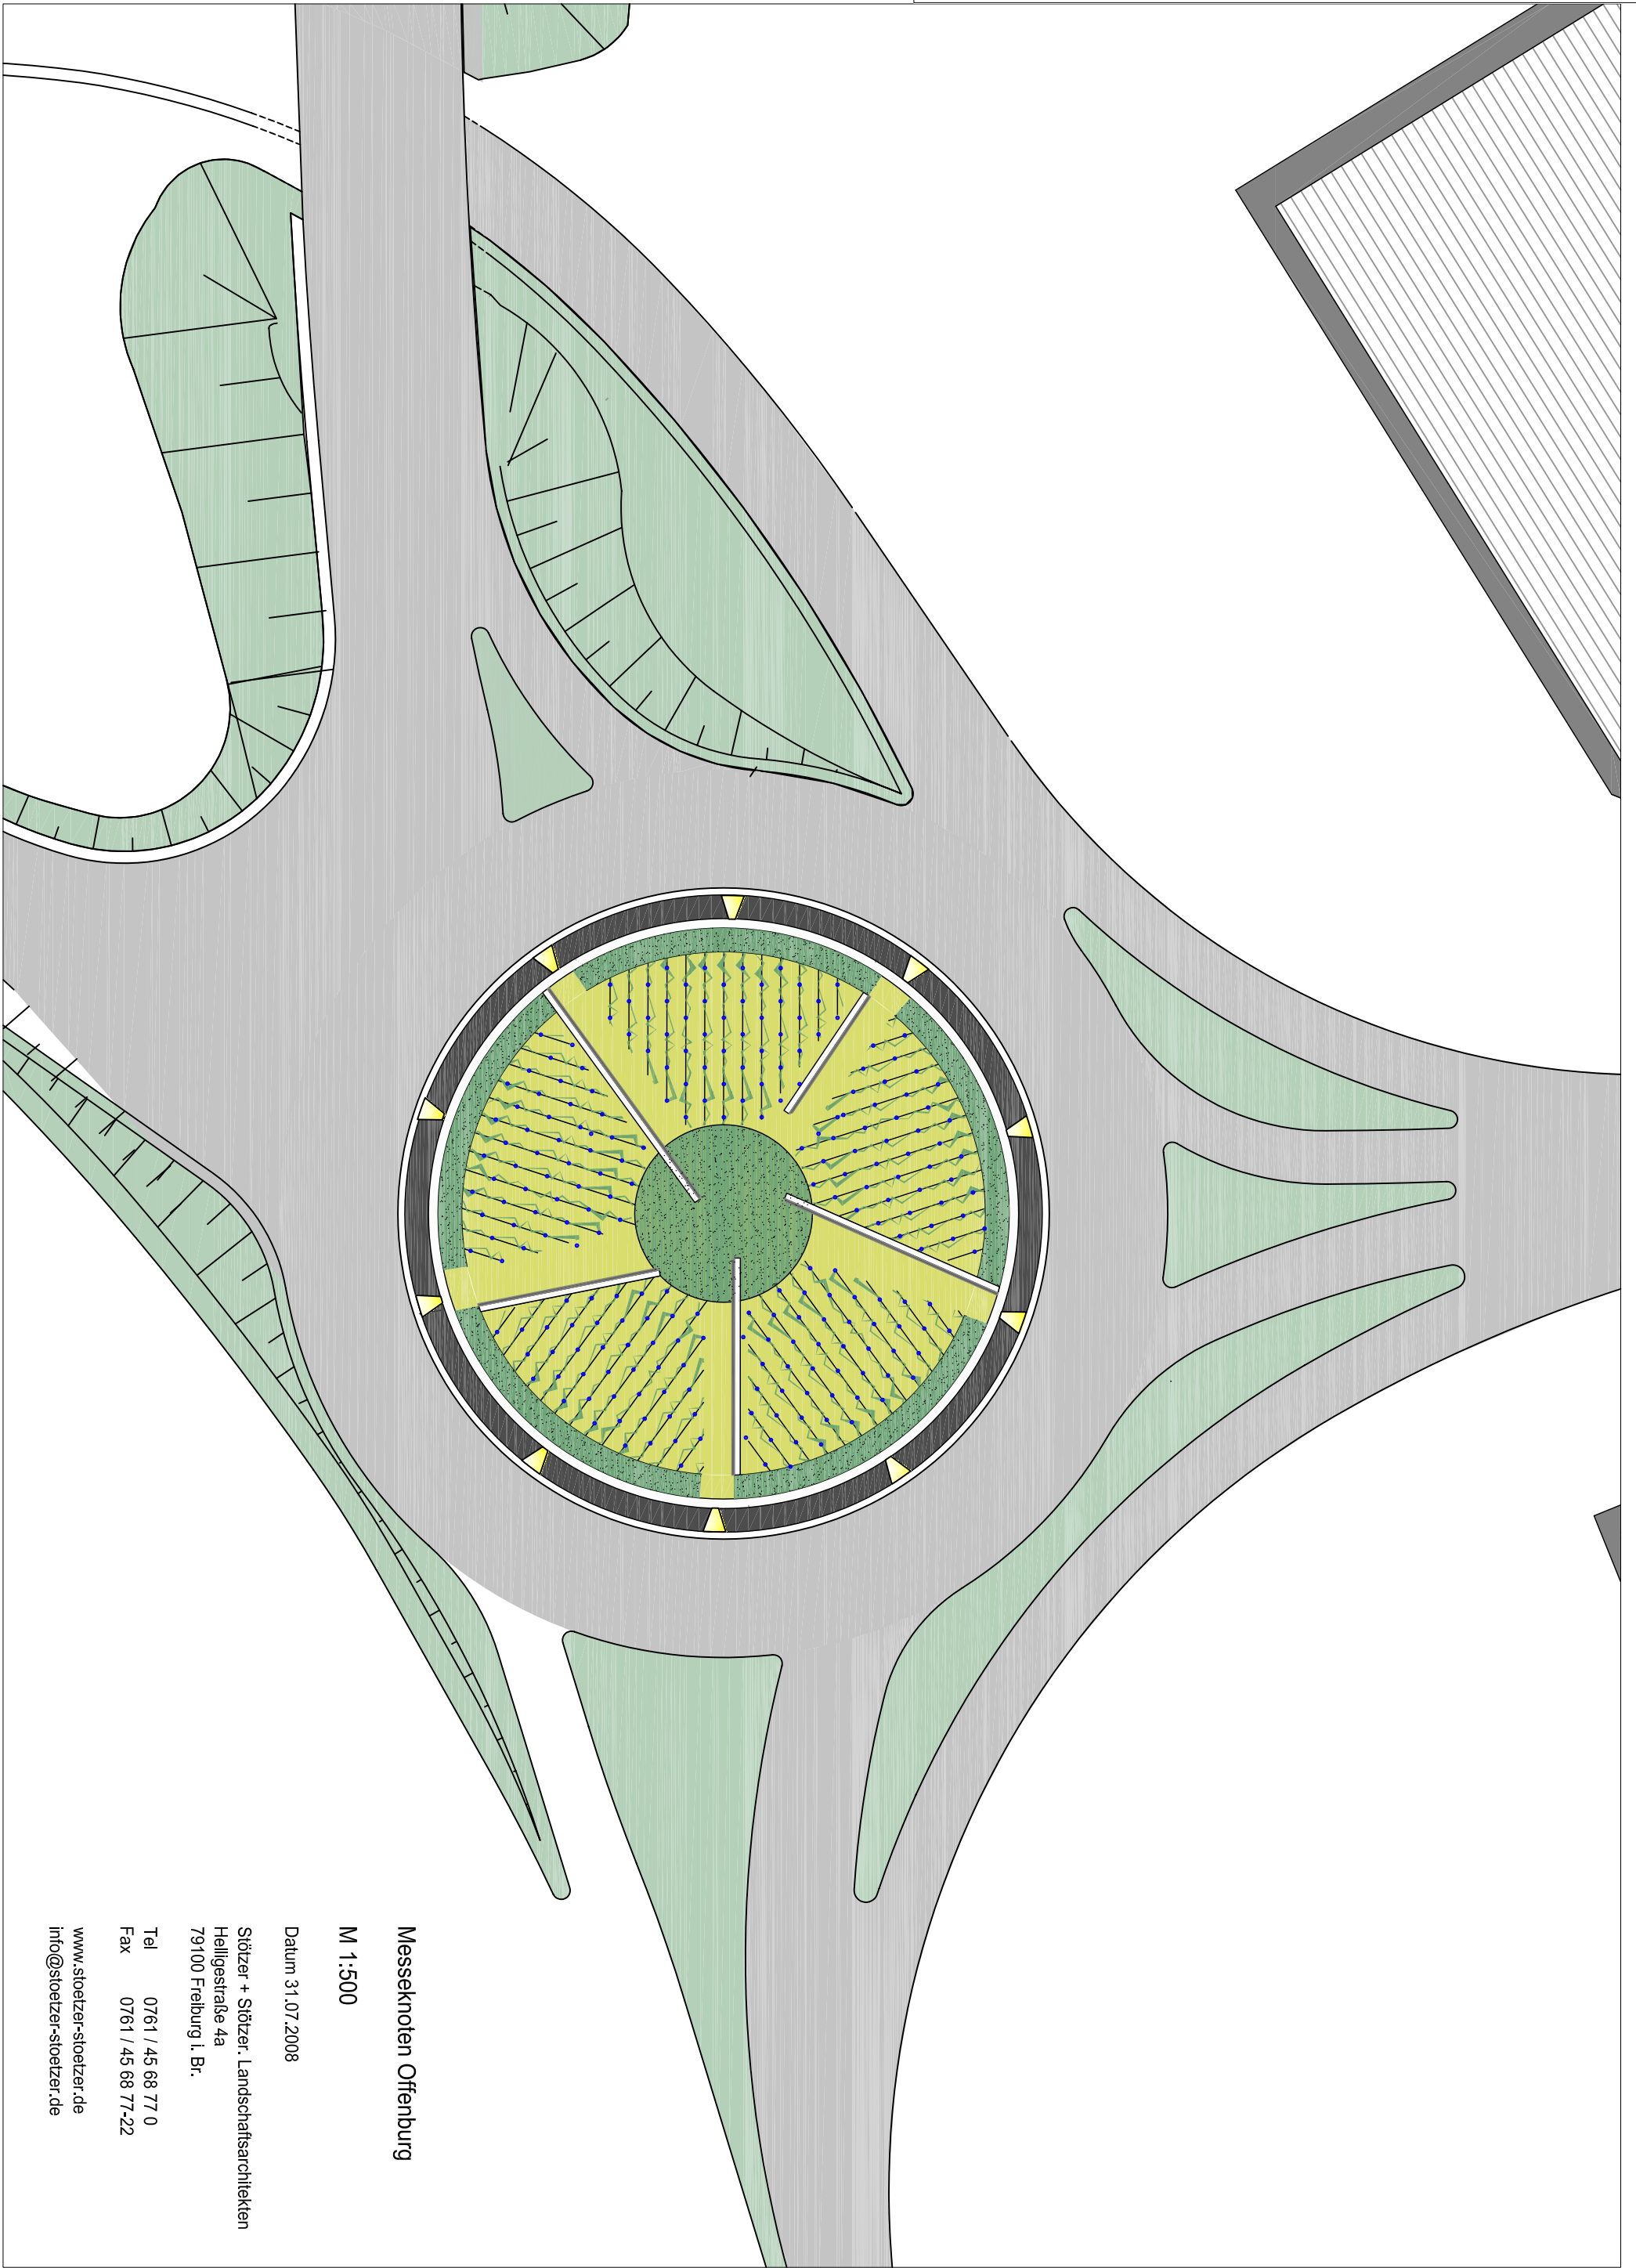 Messeknoten Offenburg
M 1:500
Datum 31.07.2008
Stötzer + Stötzer. Landschaftsarchitekten
Helligestraße 4a
79100 Freiburg i. Br.
Tel 0761 / 45 68 77 0
Fax 0761 / 45 68 77-22
www.stoetzer-stoetzer.de
info@stoetzer-stoetzer.de